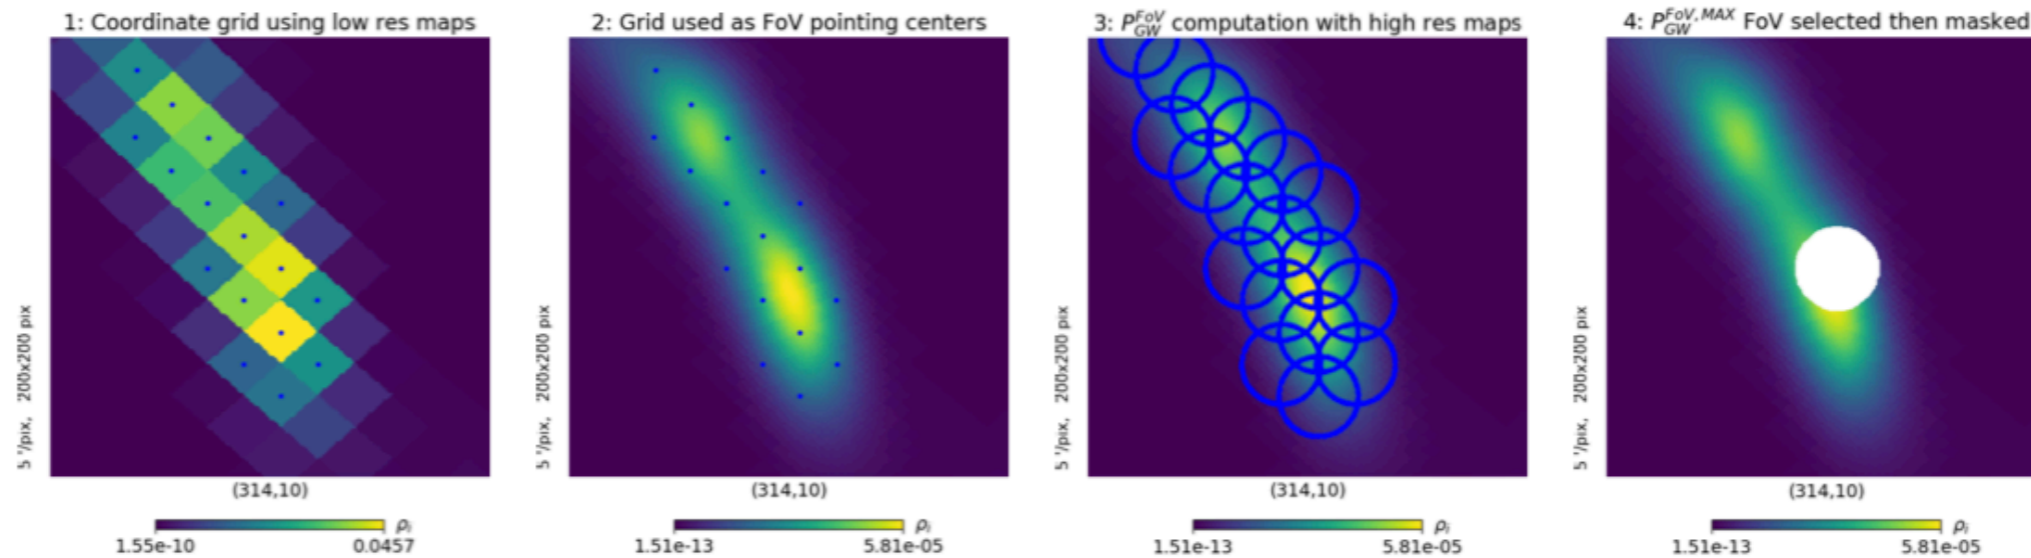 1: Coordinate grid using low res maps
5 '/pix, 200x200 pix
(314,10)
1.55e-10 0.0457
ρi
2: Grid used as FoV pointing centers
5 '/pix, 200x200 pix
(314,10)
1.51e-13 5.81e-05
ρi
3: P_GW^FoV computation with high res maps
5 '/pix, 200x200 pix
(314,10)
1.51e-13 5.81e-05
ρi
4: P_GW^FoV,MAX FoV selected then masked
5 '/pix, 200x200 pix
(314,10)
1.51e-13 5.81e-05
ρi